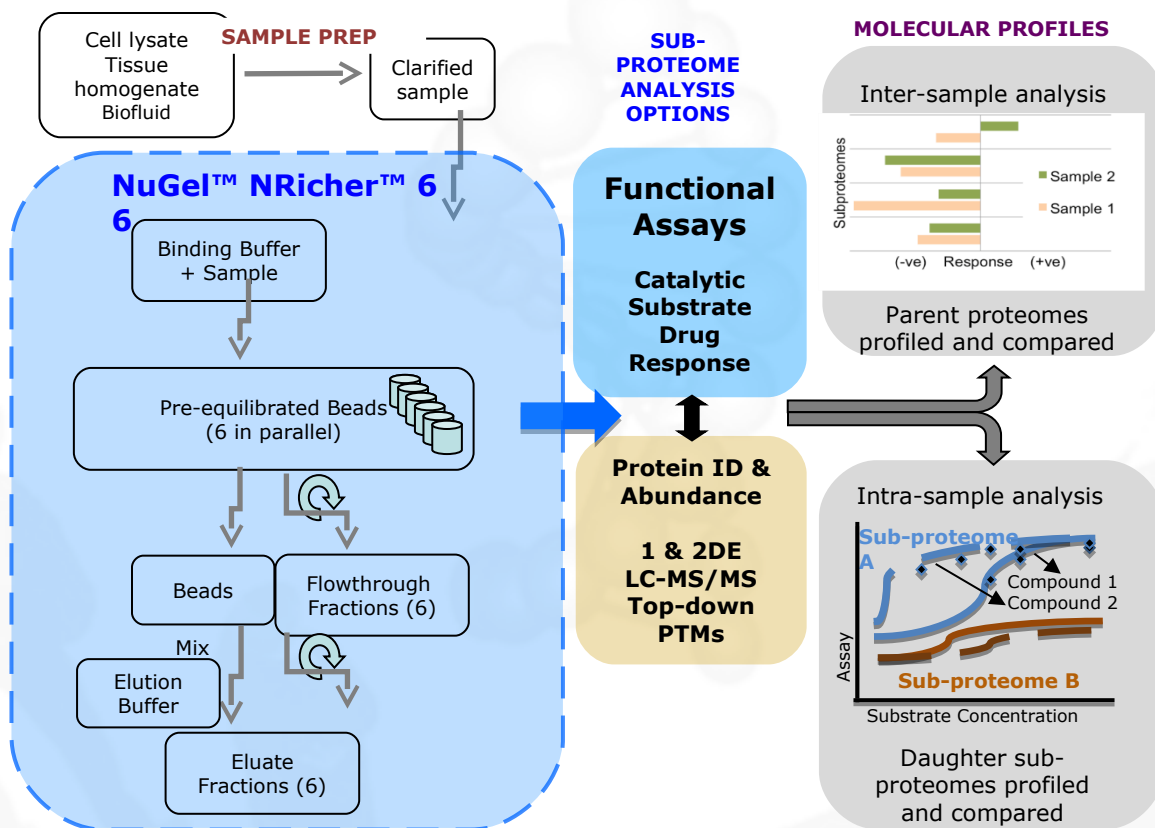 Cell lysate
Tissue
homogenate
Biofluid
SAMPLE PREP
Clarified
sample
NuGel™ NRicher™ 6
6
Binding Buffer
+ Sample
Pre-equilibrated Beads
(6 in parallel)
Beads
Flowthrough
Fractions (6)
Mix
Elution
Buffer
Eluate
Fractions (6)
SUB-
PROTEOME
ANALYSIS
OPTIONS
Functional
Assays
Catalytic
Substrate
Drug
Response
Protein ID &
Abundance
1 & 2DE
LC-MS/MS
Top-down
PTMs
MOLECULAR PROFILES
Inter-sample analysis
Subproteomes
Sample 2
Sample 1
(-ve) Response (+ve)
Parent proteomes
profiled and compared
Intra-sample analysis
Sub-proteome
A
Compound 1
Compound 2
Assay
Sub-proteome B
Substrate Concentration
Daughter sub-
proteomes profiled
and compared